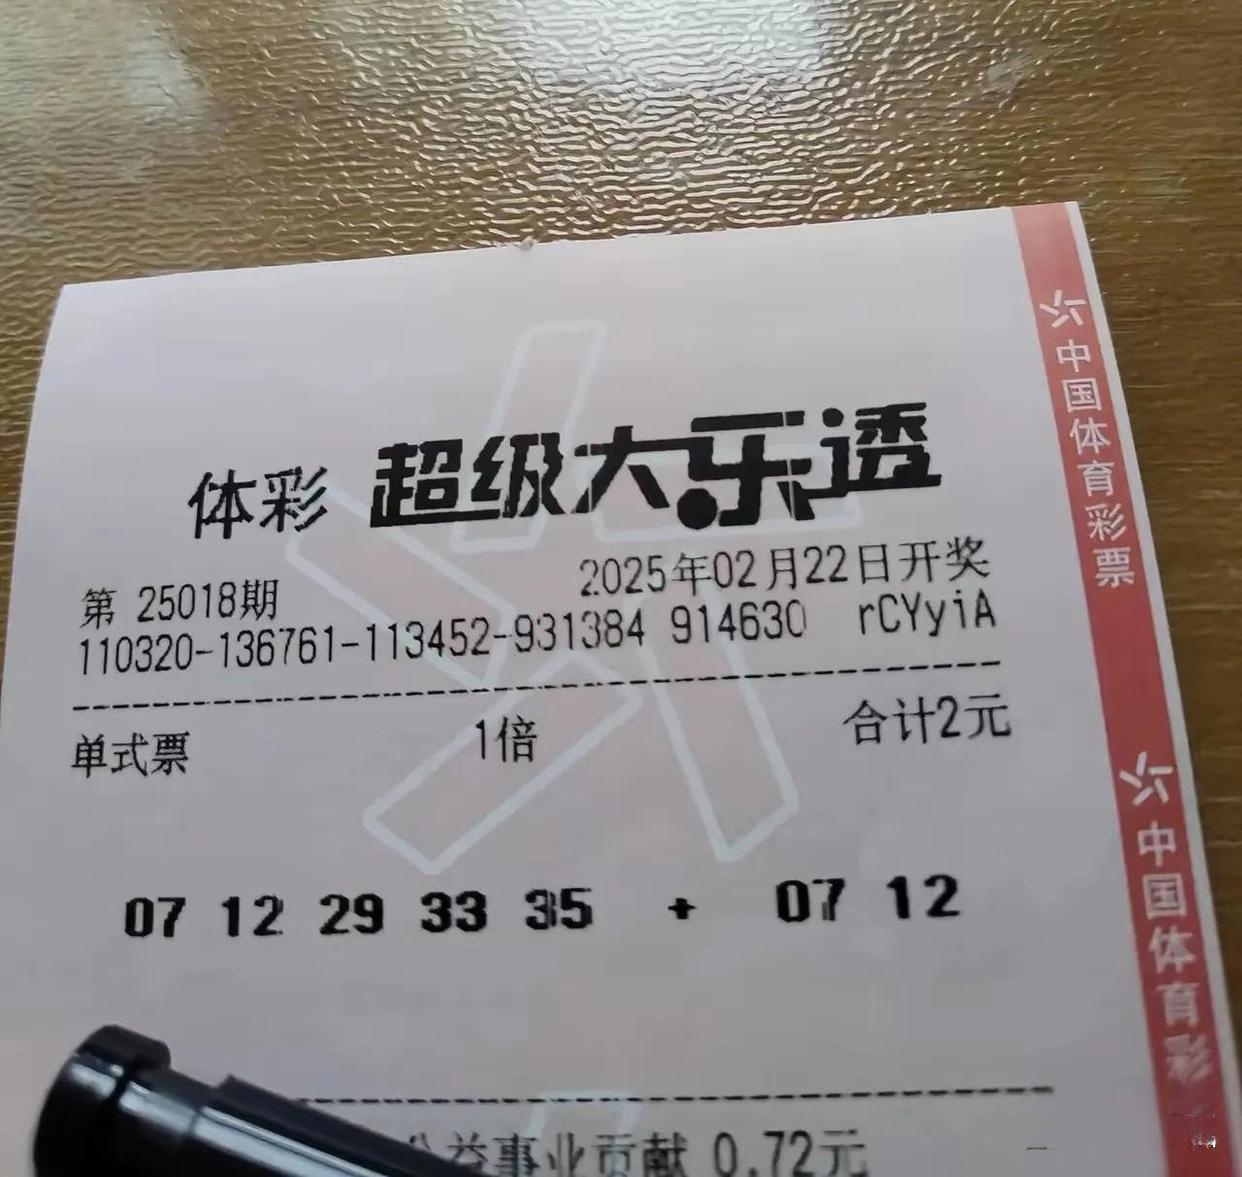 体彩 超级大乐透
第 25018期 2025年02月22日开奖
110320-136761-113452-931384 914630 rCYyiA
单式票 1倍 合计2元
07 12 29 33 35 + 07 12
公益事业贡献 0.72元
中国体育彩票
中国体育彩